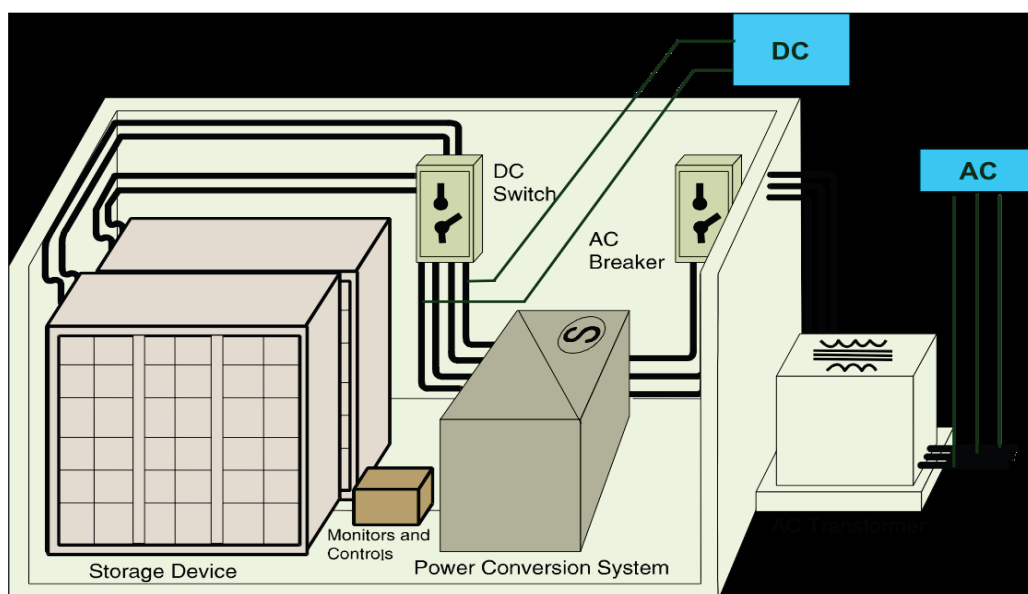 DC
AC
DC
Switch
AC
Breaker
S
AC Transformer
Monitors and
Controls
Storage Device
Power Conversion System